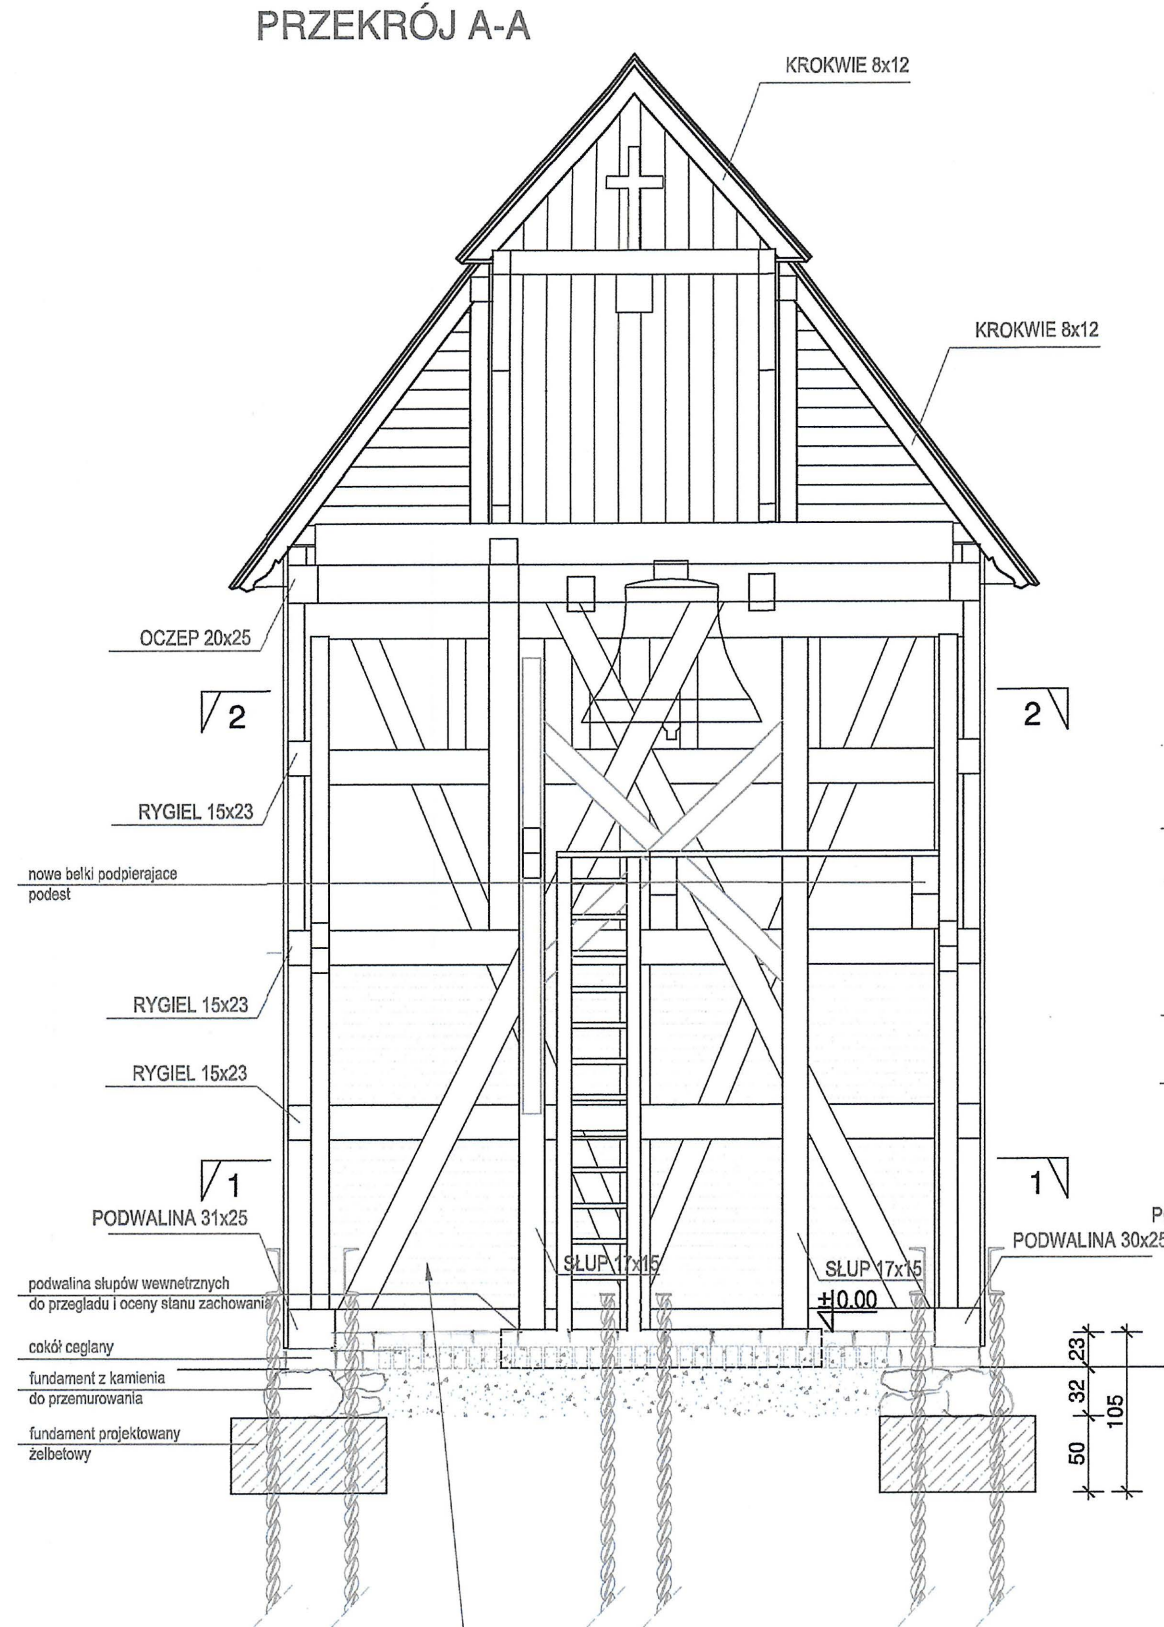 PRZEKRÓJ A-A
KROKWIE 8x12
KROKWIE 8x12
OCZEP 20x25
2
2
RYGIEL 15x23
nowe belki podpierajace
podest
RYGIEL 15x23
RYGIEL 15x23
1
1
PODWALINA 31x25
PODWALINA 30x25
SŁUP 17x15
SŁUP 17x15
podwalina słupów wewnetrznych
do przegladu i oceny stanu zachowania
±0.00
cokół ceglany
fundament z kamienia
do przemurowania
fundament projektowany
żelbetowy
23
32
50
105